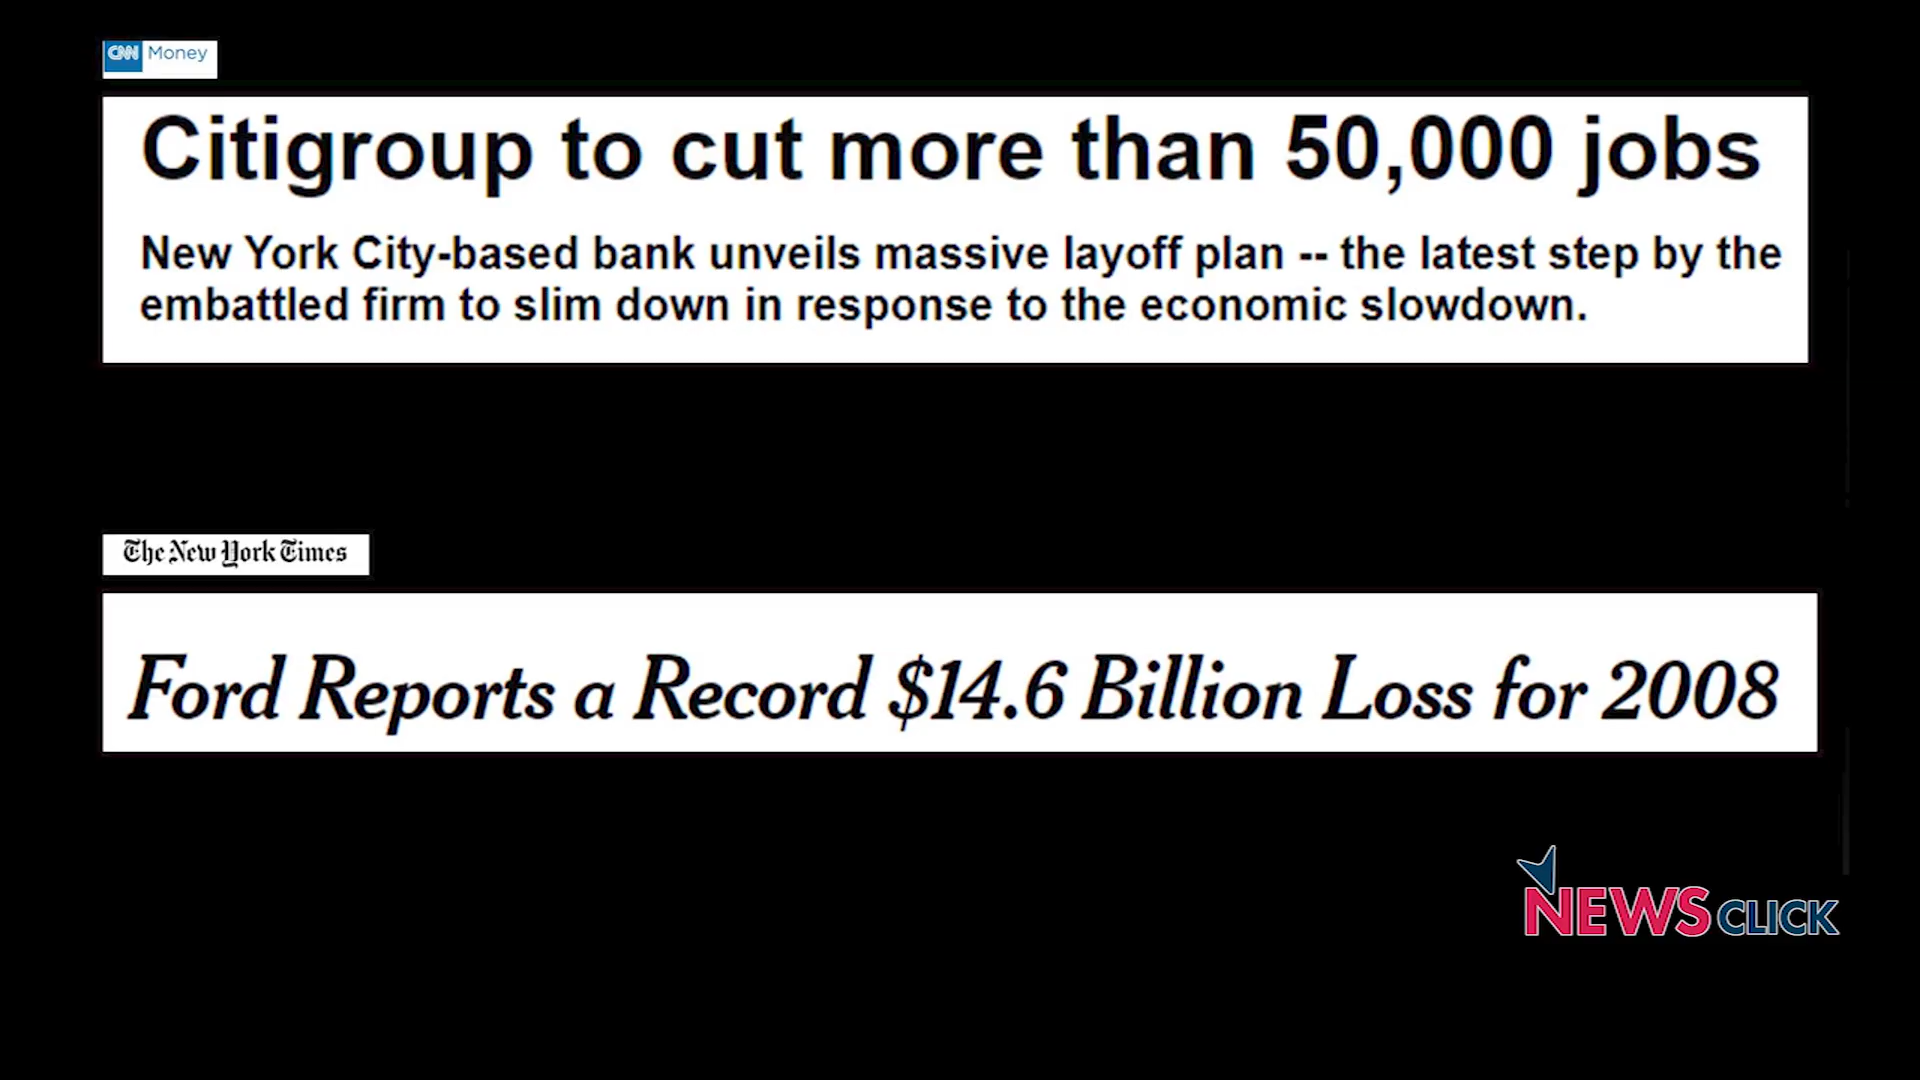 CNN Money
Citigroup to cut more than 50,000 jobs
New York City-based bank unveils massive layoff plan -- the latest step by the
embattled firm to slim down in response to the economic slowdown.
The New York Times
Ford Reports a Record $14.6 Billion Loss for 2008
NEWSCLICK